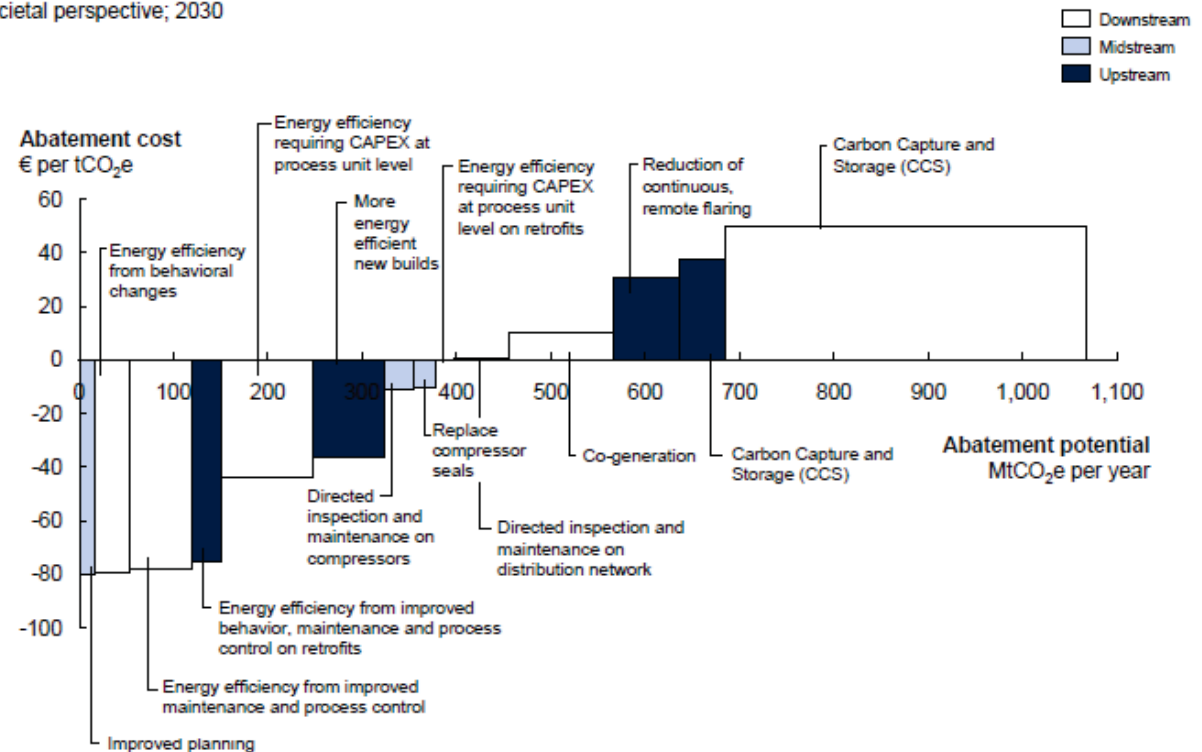 cietal perspective; 2030
Downstream
Midstream
Upstream
Abatement cost
€ per tCO2e
60
40
20
0
-20
-40
-60
-80
-100
Energy efficiency
from behavioral
changes
Energy efficiency
requiring CAPEX at
process unit level
More
energy
efficient
new builds
Energy efficiency
requiring CAPEX
at process unit
level on retrofits
Reduction of
continuous,
remote flaring
Carbon Capture and
Storage (CCS)
0 100 200 300 400 500 600 700 800 900 1,000 1,100
Abatement potential
MtCO2e per year
Replace
compressor
seals
Co-generation
Carbon Capture and
Storage (CCS)
Directed
inspection and
maintenance on
compressors
Directed inspection and
maintenance on
distribution network
Energy efficiency from improved
behavior, maintenance and process
control on retrofits
Energy efficiency from improved
maintenance and process control
Improved planning